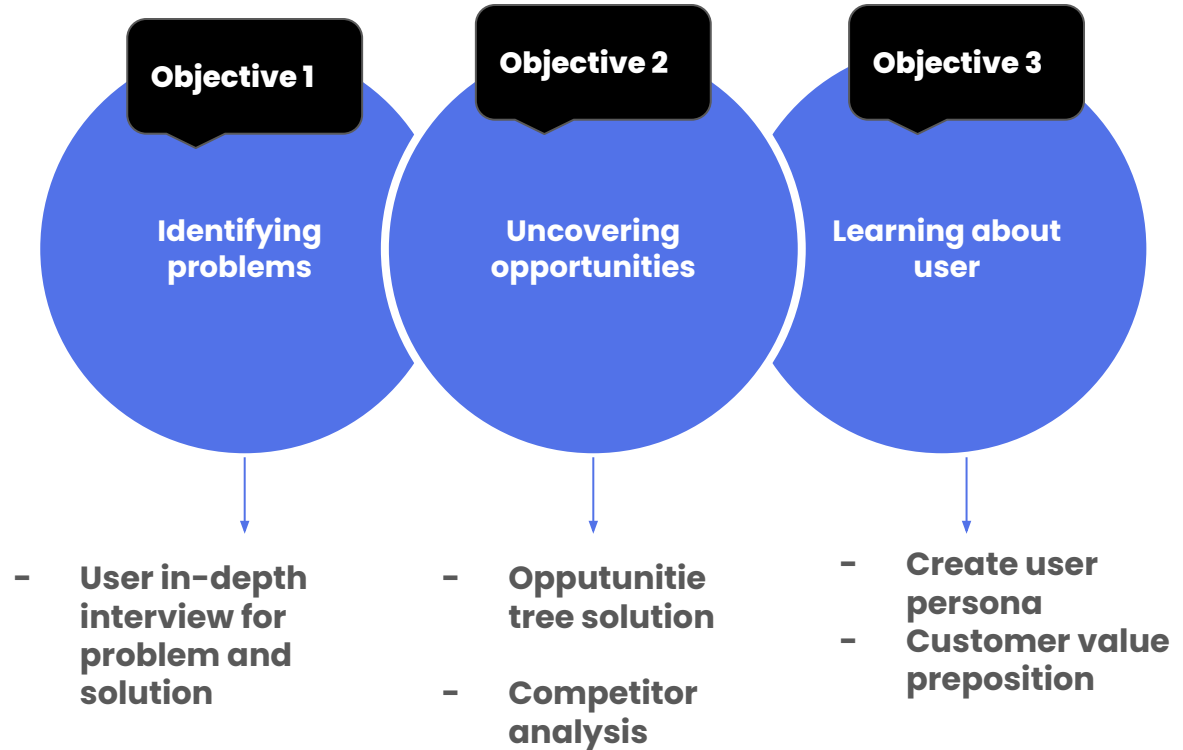 Objective 1
Identifying
problems
- User in-depth
interview for
problem and
solution
Objective 2
Uncovering
opportunities
- Opputunitie
tree solution
- Competitor
analysis
Objective 3
Learning about
user
- Create user
persona
- Customer value
preposition